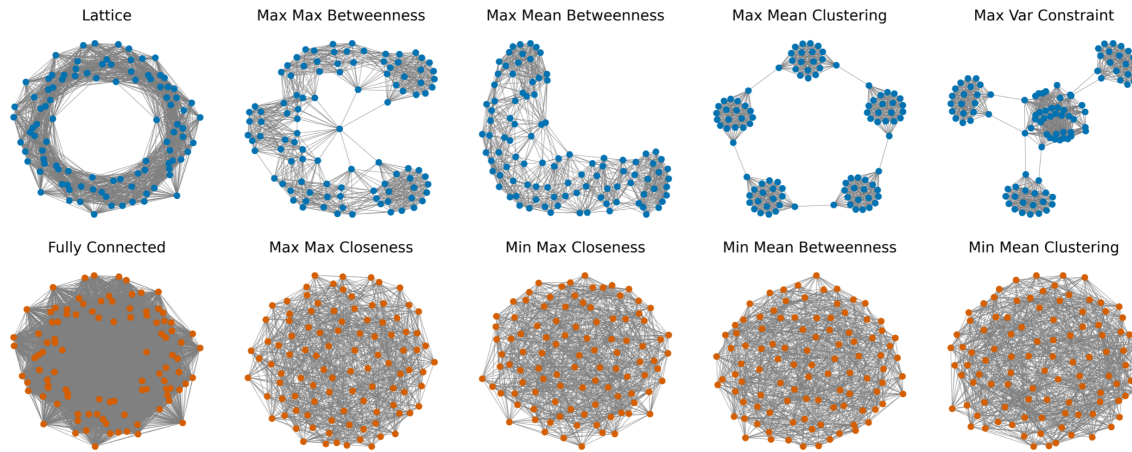 Lattice
Max Max Betweenness
Max Mean Betweenness
Max Mean Clustering
Max Var Constraint
Fully Connected
Max Max Closeness
Min Max Closeness
Min Mean Betweenness
Min Mean Clustering